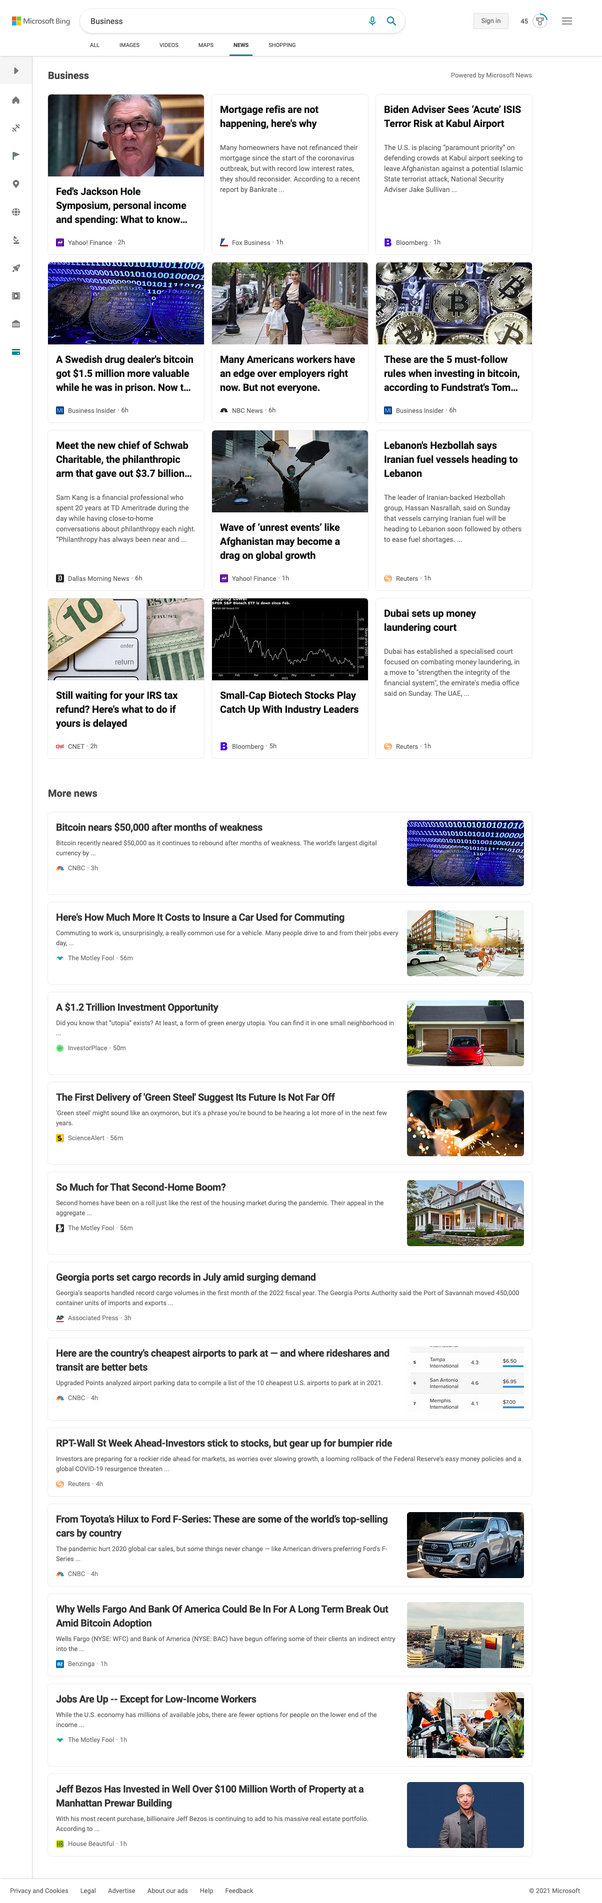 Microsoft Bing
Business
Sign in
45
ALL
IMAGES
VIDEOS
MAPS
NEWS
SHOPPING
Business
Powered by Microsoft News
Fed's Jackson Hole
Symposium, personal income
and spending: What to know...
Yahoo! Finance · 2h
Mortgage refis are not
happening, here's why
Many homeowners have not refinanced their
mortgage since the start of the coronavirus
outbreak, but with record low interest rates,
they should reconsider. According to a recent
report by Bankrate ...
Fox Business · 1h
Biden Adviser Sees 'Acute' ISIS
Terror Risk at Kabul Airport
The U.S. is placing "paramount priority" on
defending crowds at Kabul airport seeking to
leave Afghanistan against a potential Islamic
State terrorist attack, National Security
Adviser Jake Sullivan ...
Bloomberg · 1h
A Swedish drug dealer's bitcoin
got $1.5 million more valuable
while he was in prison. Now t...
Business Insider · 6h
Many Americans workers have
an edge over employers right
now. But not everyone.
NBC News · 6h
These are the 5 must-follow
rules when investing in bitcoin,
according to Fundstrat's Tom...
Business Insider · 6h
Meet the new chief of Schwab
Charitable, the philanthropic
arm that gave out $3.7 billion...
Sam Kang is a financial professional who
spent 20 years at TD Ameritrade during the
day while having close-to-home
conversations about philanthropy each night.
"Philanthropy has always been near and ...
Dallas Morning News · 6h
Wave of 'unrest events' like
Afghanistan may become a
drag on global growth
Yahoo! Finance · 1h
Lebanon's Hezbollah says
Iranian fuel vessels heading to
Lebanon
The leader of Iranian-backed Hezbollah
group, Hassan Nasrallah, said on Sunday
that vessels carrying Iranian fuel will be
heading to Lebanon soon followed by others
to ease fuel shortages. ...
Reuters · 1h
10
enter
return
Still waiting for your IRS tax
refund? Here's what to do if
yours is delayed
CNET · 2h
SPDR S&P Biotech ETF is down since Feb.
Small-Cap Biotech Stocks Play
Catch Up With Industry Leaders
Bloomberg · 5h
Dubai sets up money
laundering court
Dubai has established a specialised court
focused on combating money laundering, in
a move to "strengthen the integrity of the
financial system", the emirate's media office
said on Sunday. The UAE, ...
Reuters · 1h
More news
Bitcoin nears $50,000 after months of weakness
Bitcoin recently neared $50,000 as it continues to rebound after months of weakness. The world's largest digital
currency by ...
CNBC · 3h
Here's How Much More It Costs to Insure a Car Used for Commuting
Commuting to work is, unsurprisingly, a really common use for a vehicle. Many people drive to and from their jobs every
day, ...
The Motley Fool · 56m
A $1.2 Trillion Investment Opportunity
Did you know that "utopia" exists? At least, a form of green energy utopia. You can find it in one small neighborhood in
...
InvestorPlace · 50m
The First Delivery of 'Green Steel' Suggest Its Future Is Not Far Off
'Green steel' might sound like an oxymoron, but it's a phrase you're bound to be hearing a lot more of in the next few
years.
ScienceAlert · 56m
So Much for That Second-Home Boom?
Second homes have been on a roll just like the rest of the housing market during the pandemic. Their appeal in the
aggregate ...
The Motley Fool · 56m
Georgia ports set cargo records in July amid surging demand
Georgia's seaports handled record cargo volumes in the first month of the 2022 fiscal year. The Georgia Ports Authority said the Port of Savannah moved 450,000
container units of imports and exports ...
Associated Press · 3h
Here are the country's cheapest airports to park at — and where rideshares and
transit are better bets
Upgraded Points analyzed airport parking data to compile a list of the 10 cheapest U.S. airports to park at in 2021.
CNBC · 4h
5 Tampa International 4.3 $6.50
6 San Antonio International 4.6 $6.95
7 Memphis International 4.1 $7.00
RPT-Wall St Week Ahead-Investors stick to stocks, but gear up for bumpier ride
Investors are preparing for a rockier ride ahead for markets, as worries over slowing growth, a looming rollback of the Federal Reserve's easy money policies and a
global COVID-19 resurgence threaten ...
Reuters · 4h
From Toyota's Hilux to Ford F-Series: These are some of the world's top-selling
cars by country
The pandemic hurt 2020 global car sales, but some things never change — like American drivers preferring Ford's F-
Series ...
CNBC · 4h
Why Wells Fargo And Bank Of America Could Be In For A Long Term Break Out
Amid Bitcoin Adoption
Wells Fargo (NYSE: WFC) and Bank of America (NYSE: BAC) have begun offering some of their clients an indirect entry
into the ...
Benzinga · 1h
Jobs Are Up -- Except for Low-Income Workers
While the U.S. economy has millions of available jobs, there are fewer options for people on the lower end of the
income ...
The Motley Fool · 1h
Jeff Bezos Has Invested in Well Over $100 Million Worth of Property at a
Manhattan Prewar Building
With his most recent purchase, billionaire Jeff Bezos is continuing to add to his massive real estate portfolio.
According to ...
House Beautiful · 1h
Privacy and Cookies
Legal
Advertise
About our ads
Help
Feedback
© 2021 Microsoft